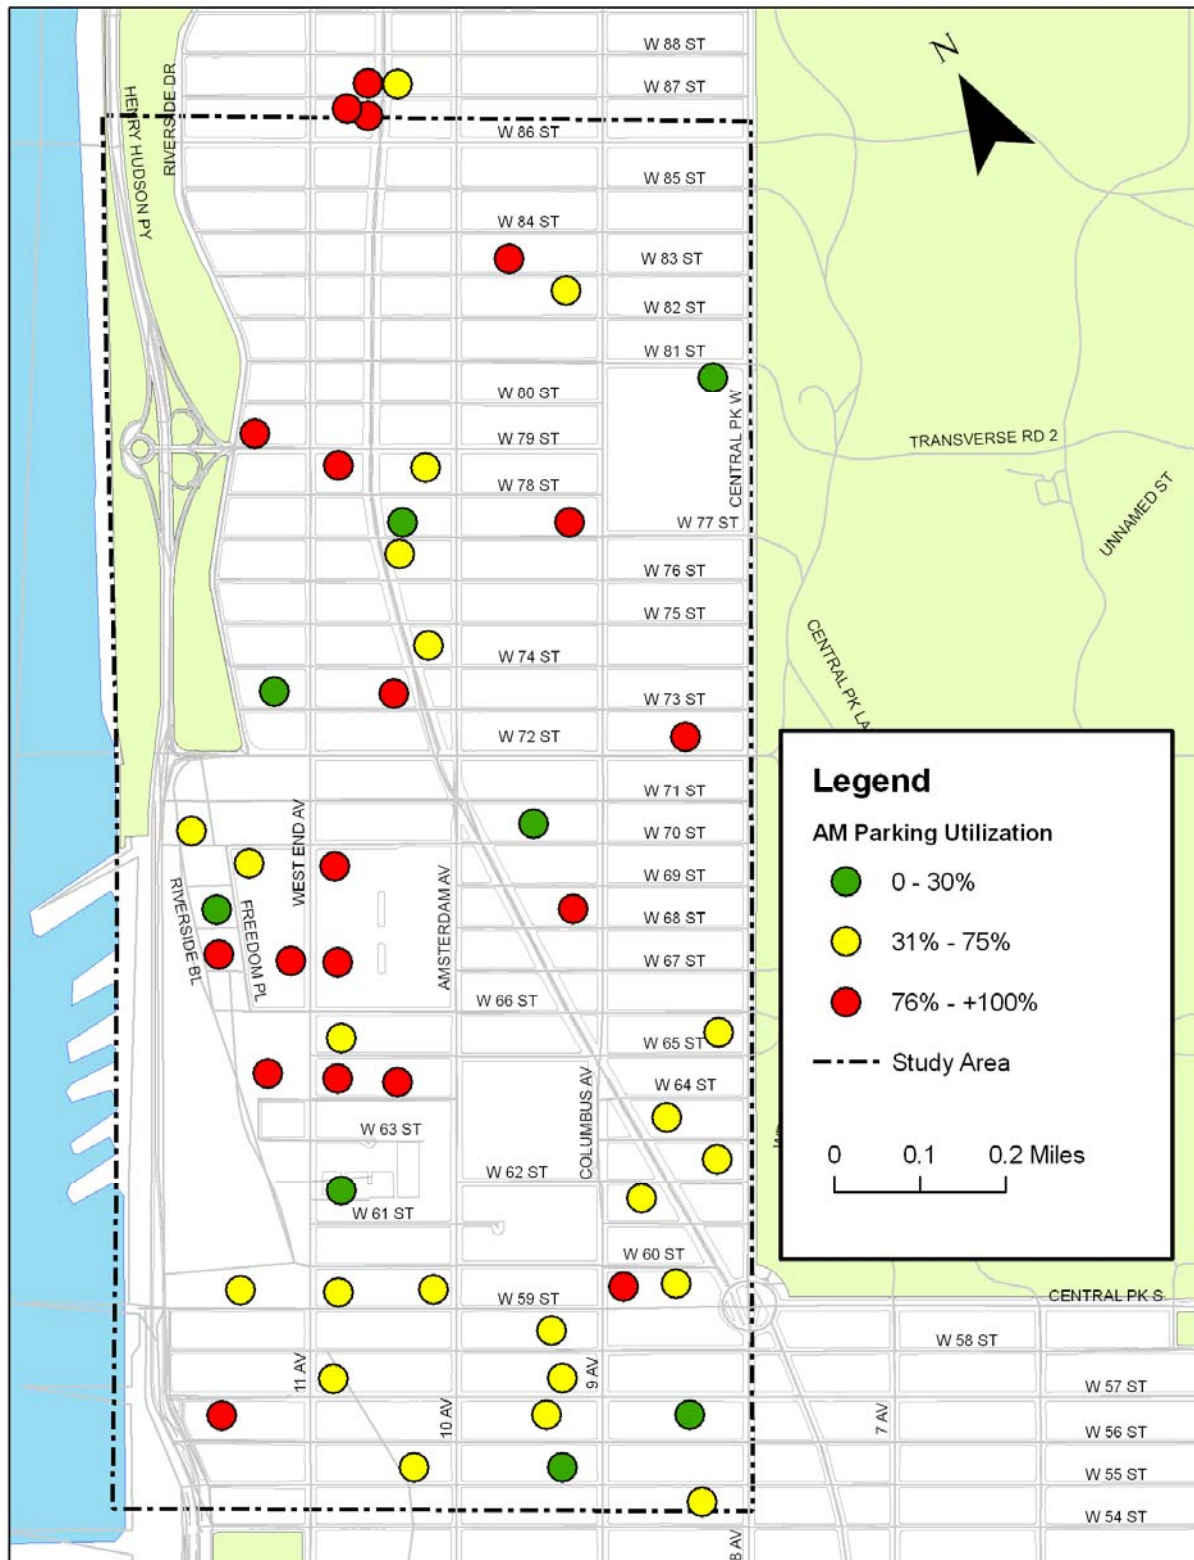 W 88 ST
N
W 87 ST
RIVERSIDE DR
HENRY HUDSON PY
W 86 ST
W 85 ST
W 84 ST
W 83 ST
W 82 ST
W 81 ST
W 80 ST
CENTRAL PK W
W 79 ST
TRANSVERSE RD 2
W 78 ST
UNNAMED ST
W 77 ST
W 76 ST
W 75 ST
W 74 ST
CENTRAL PK LA
W 73 ST
W 72 ST
W 71 ST
WEST END AV
W 70 ST
W 69 ST
AMSTERDAM AV
RIVERSIDE BL
FREEDOM PL
W 68 ST
W 67 ST
W 66 ST
W 65 ST
COLUMBUS AV
W 64 ST
W 63 ST
W 62 ST
W 61 ST
W 60 ST
W 59 ST
CENTRAL PK S
W 58 ST
11 AV
9 AV
W 57 ST
10 AV
7 AV
W 56 ST
W 55 ST
W 54 ST
8 AV
Legend
AM Parking Utilization
0 - 30%
31% - 75%
76% - +100%
Study Area
0 0.1 0.2 Miles